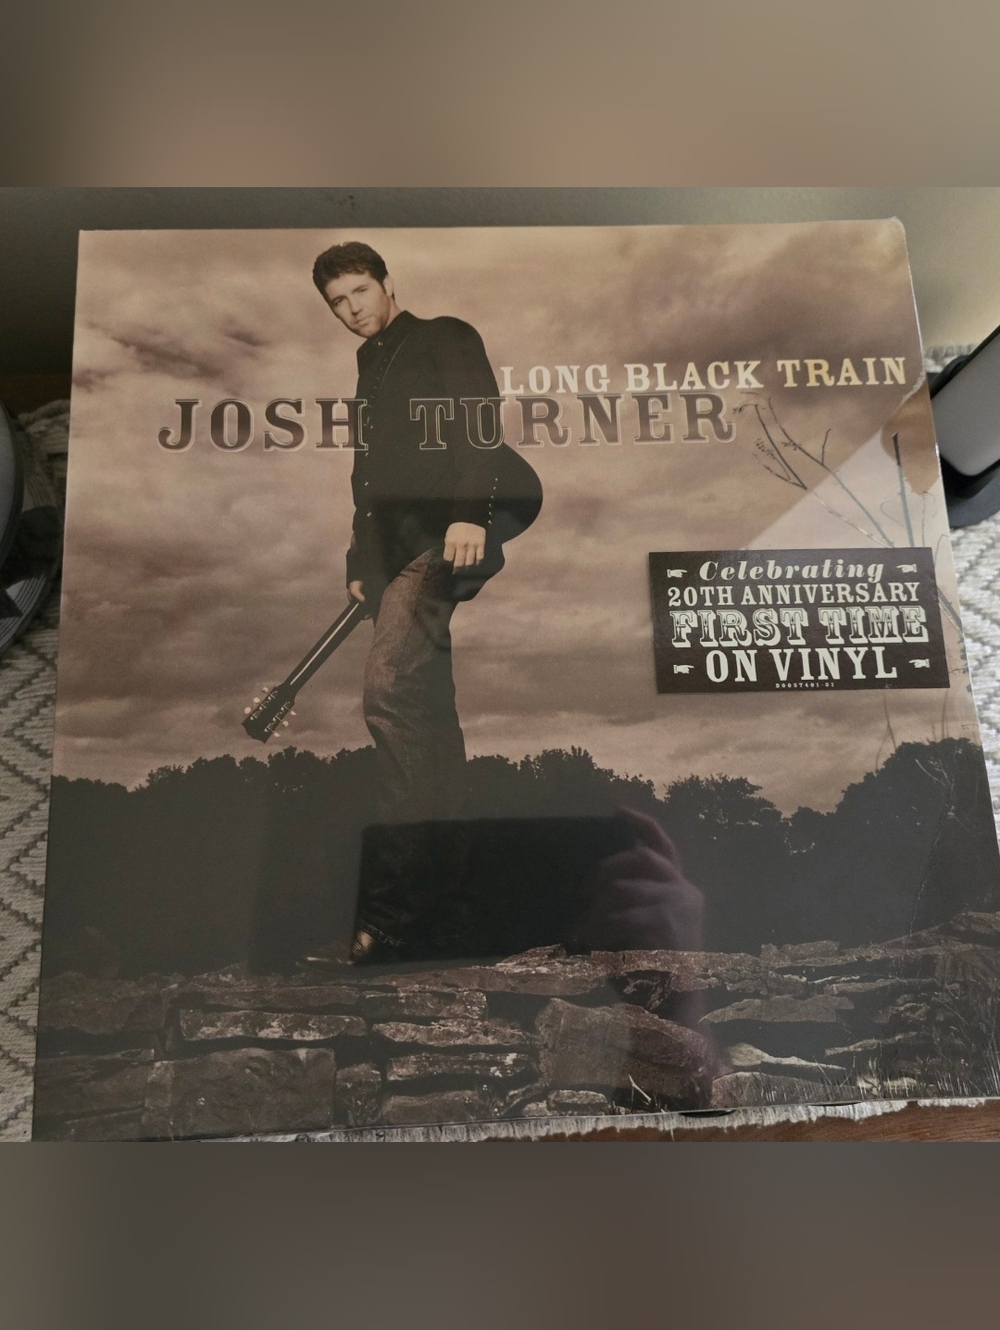 LONG BLACK TRAIN
JOSH TURNER
Celebrating
20TH ANNIVERSARY
FIRST TIME
ON VINYL